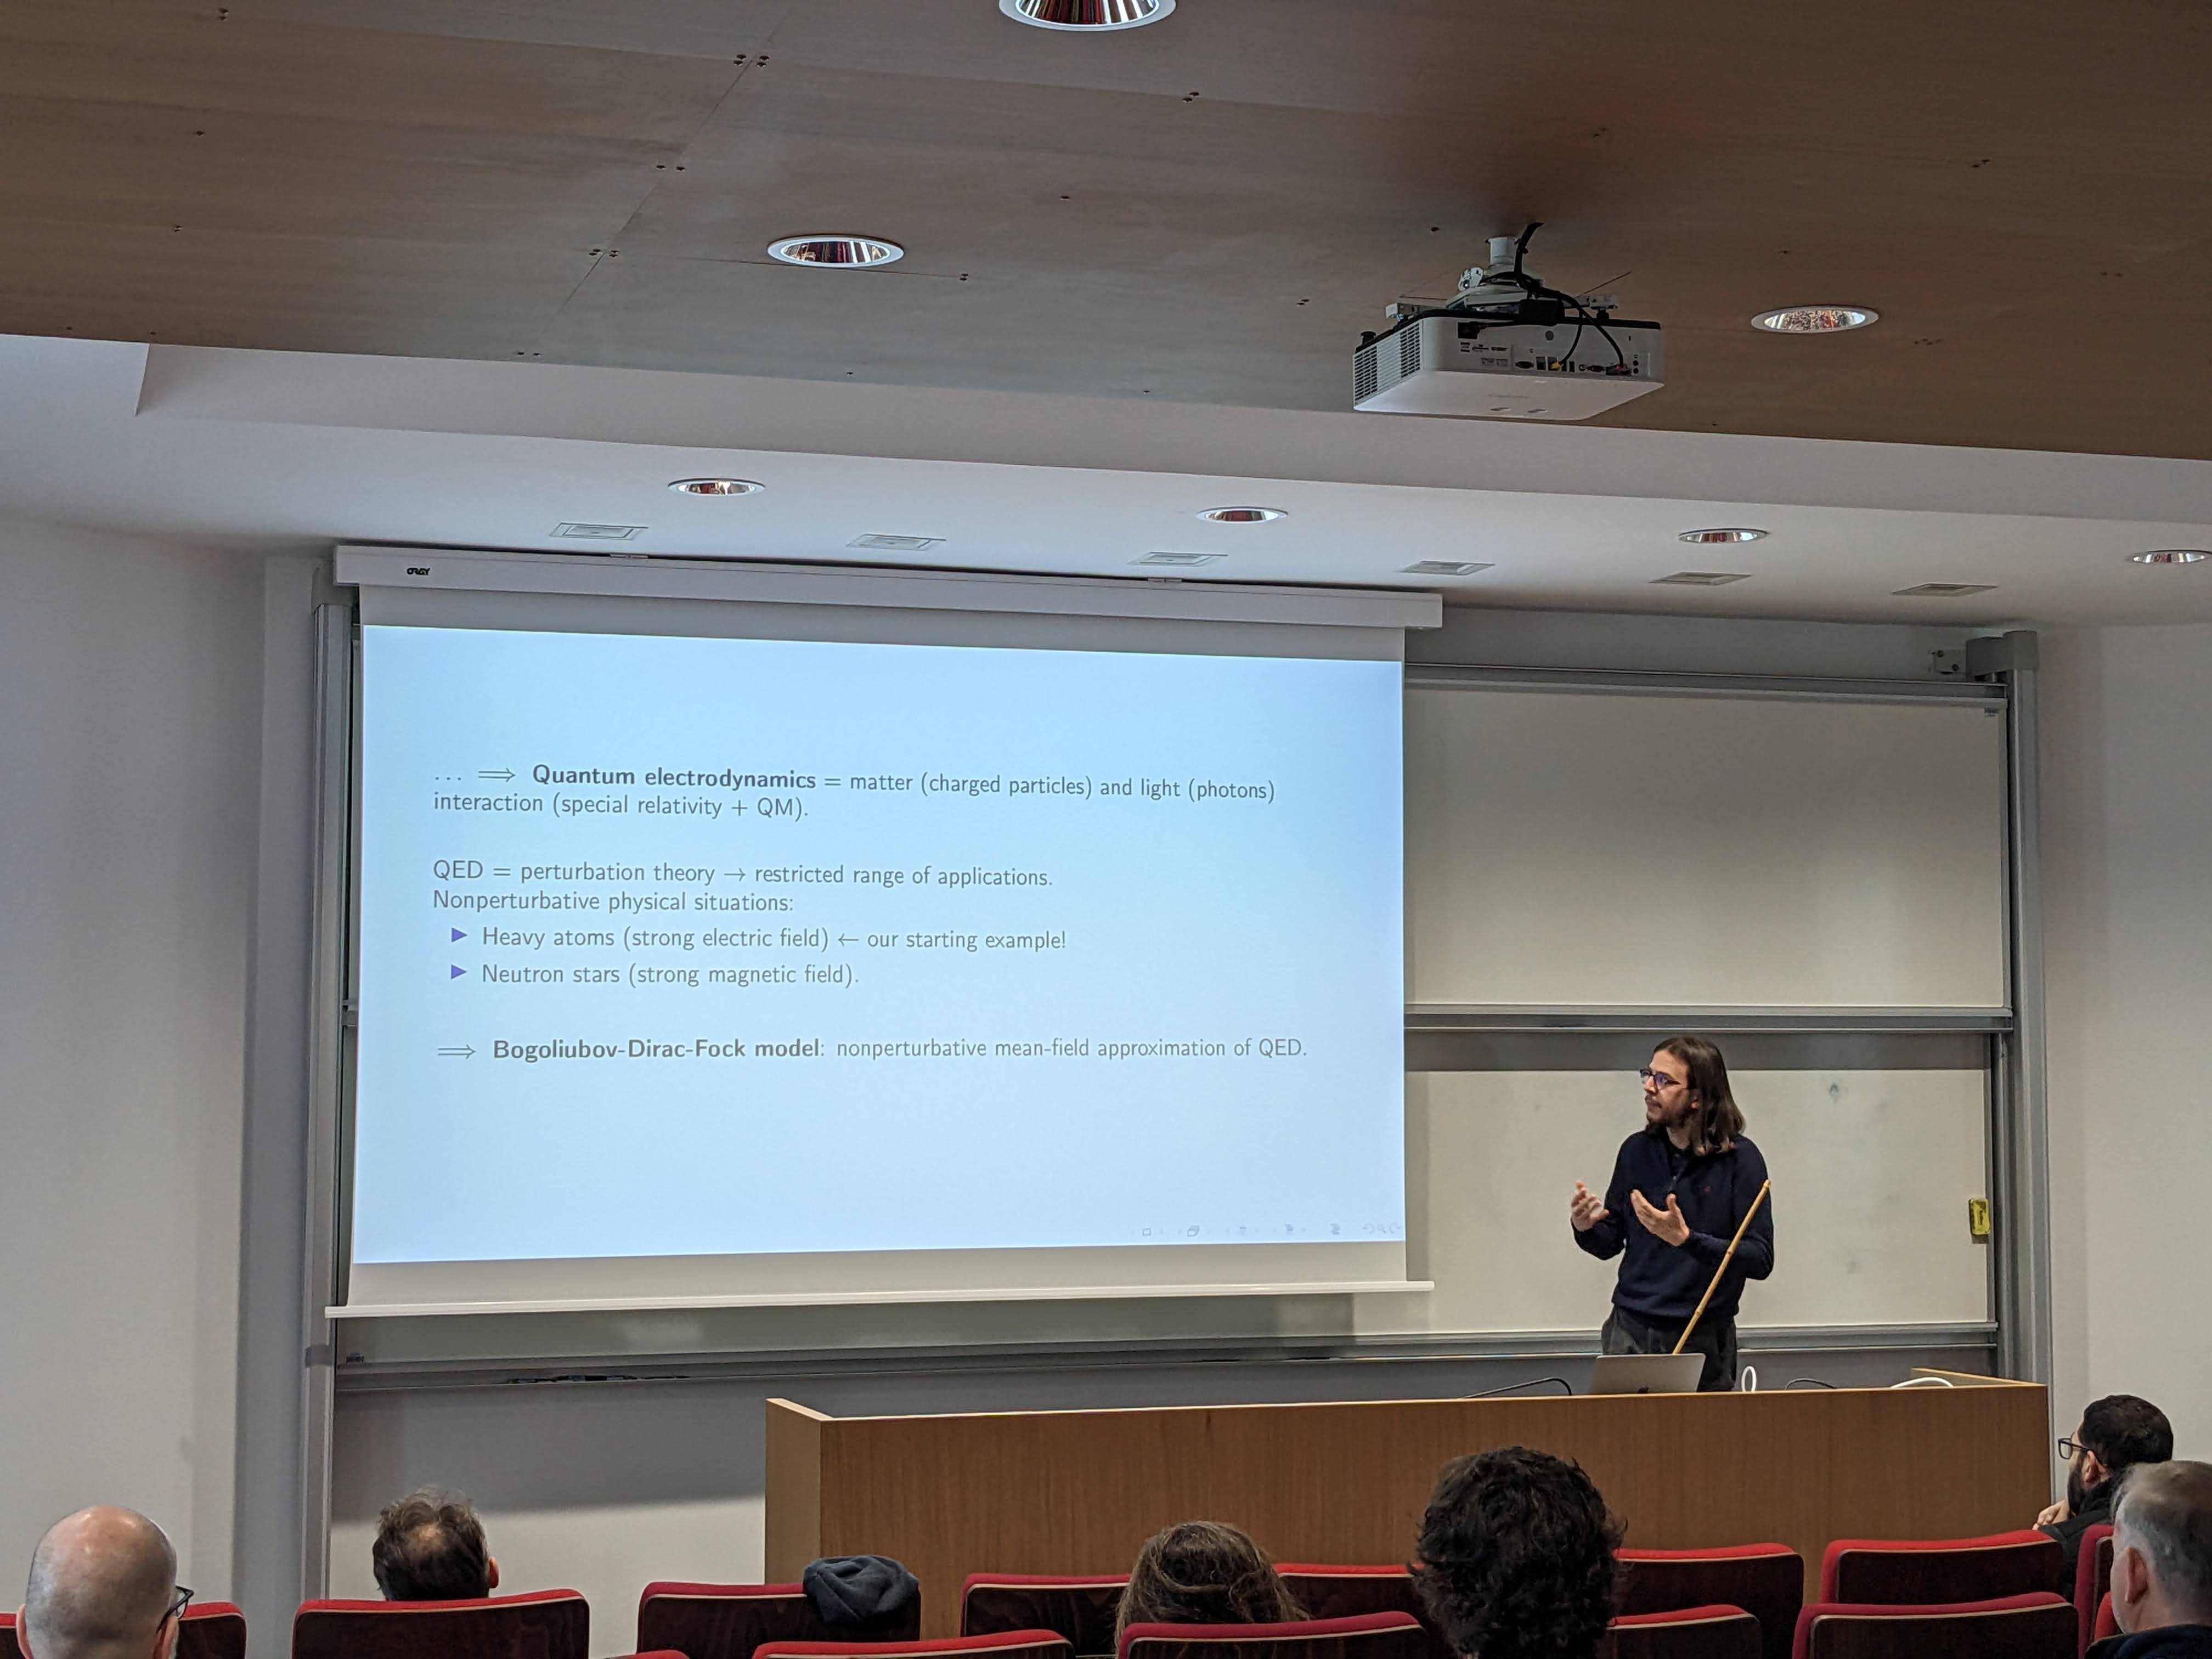 ORAY
... ⟹ Quantum electrodynamics = matter (charged particles) and light (photons)
interaction (special relativity + QM).
QED = perturbation theory → restricted range of applications.
Nonperturbative physical situations:
▶ Heavy atoms (strong electric field) ← our starting example!
▶ Neutron stars (strong magnetic field).
⟹ Bogoliubov-Dirac-Fock model: nonperturbative mean-field approximation of QED.